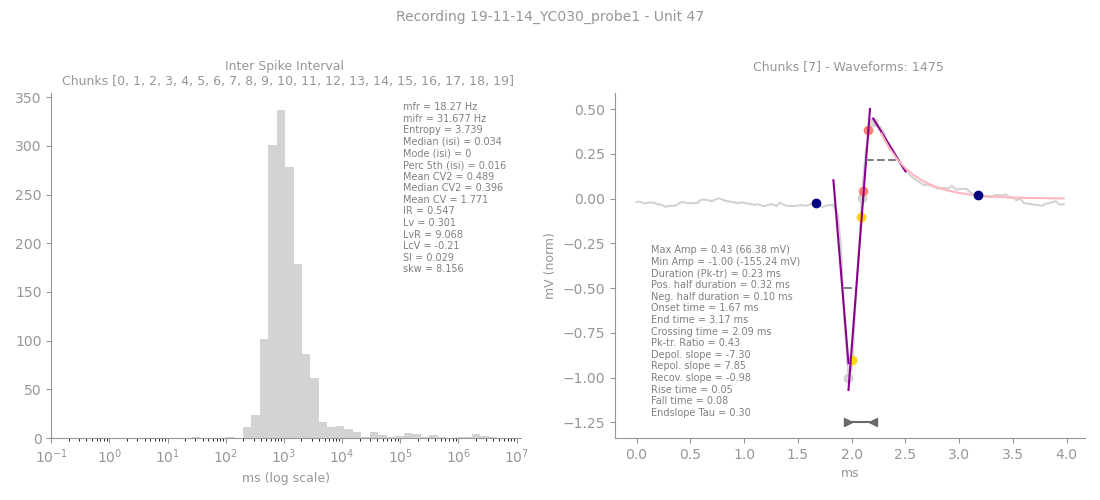 Recording 19-11-14_YC030_probe1 - Unit 47
Inter Spike Interval
Chunks [0, 1, 2, 3, 4, 5, 6, 7, 8, 9, 10, 11, 12, 13, 14, 15, 16, 17, 18, 19]
350
300
250
200
150
100
50
0
mfr = 18.27 Hz
mifr = 31.677 Hz
Entropy = 3.739
Median (isi) = 0.034
Mode (isi) = 0
Perc 5th (isi) = 0.016
Mean CV2 = 0.489
Median CV2 = 0.396
Mean CV = 1.771
IR = 0.547
Lv = 0.301
LvR = 9.068
LcV = -0.21
SI = 0.029
skw = 8.156
10⁻¹ 10⁰ 10¹ 10² 10³ 10⁴ 10⁵ 10⁶ 10⁷
ms (log scale)
Chunks [7] - Waveforms: 1475
mV (norm)
0.50
0.25
0.00
−0.25
−0.50
−0.75
−1.00
−1.25
Max Amp = 0.43 (66.38 mV)
Min Amp = -1.00 (-155.24 mV)
Duration (Pk-tr) = 0.23 ms
Pos. half duration = 0.32 ms
Neg. half duration = 0.10 ms
Onset time = 1.67 ms
End time = 3.17 ms
Crossing time = 2.09 ms
Pk-tr. Ratio = 0.43
Depol. slope = -7.30
Repol. slope = 7.85
Recov. slope = -0.98
Rise time = 0.05
Fall time = 0.08
Endslope Tau = 0.30
0.0 0.5 1.0 1.5 2.0 2.5 3.0 3.5 4.0
ms